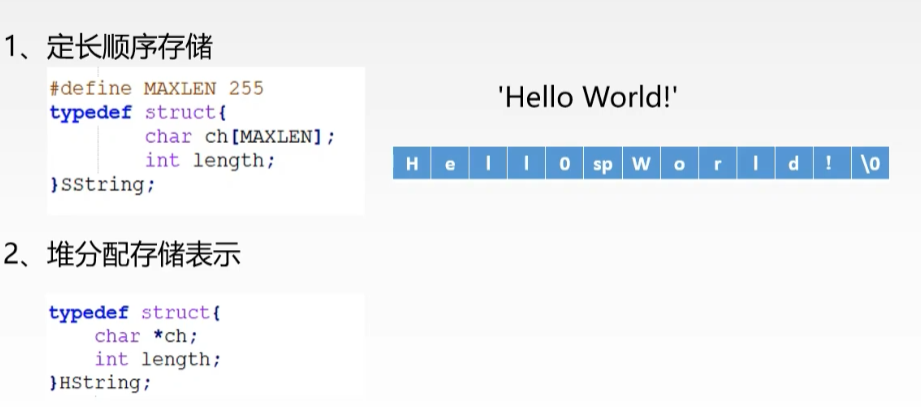 1、定长顺序存储
#define MAXLEN 255
typedef struct{
char ch[MAXLEN];
int length;
}SString;
'Hello World!'
H e l l 0 sp W o r l d ! \0
2、堆分配存储表示
typedef struct{
char *ch;
int length;
}HString;